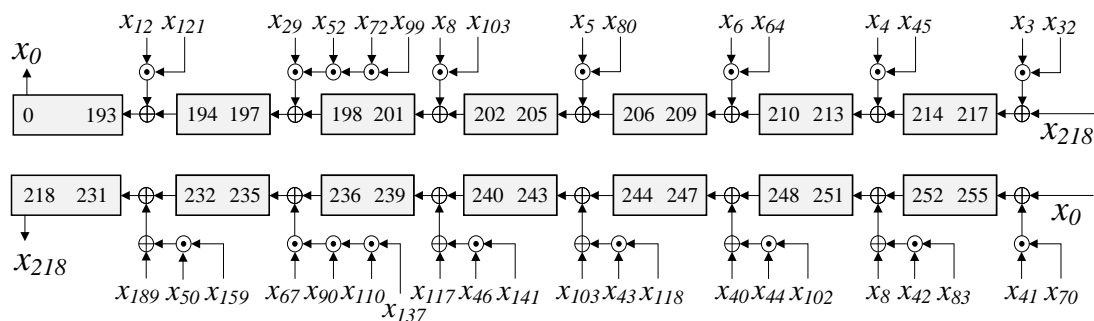 x12 x121 x29 x52 x72 x99 x8 x103 x5 x80 x6 x64 x4 x45 x3 x32
x0
0 193 194 197 198 201 202 205 206 209 210 213 214 217
x218
218 231 232 235 236 239 240 243 244 247 248 251 252 255
x0
x218
x189 x50 x159 x67 x90 x110 x117 x46 x141 x103 x43 x118 x40 x44 x102 x8 x42 x83 x41 x70
x137